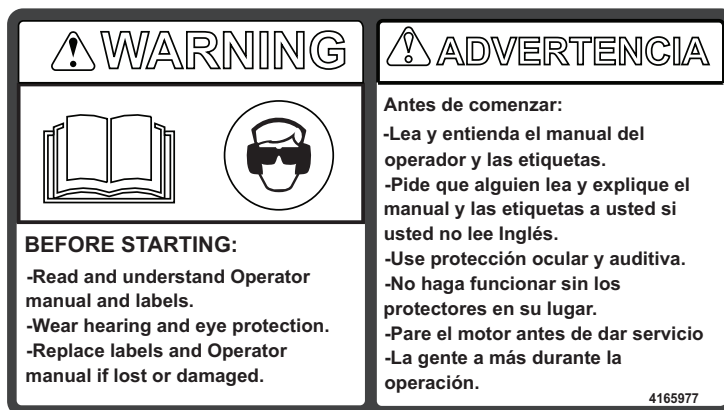 WARNING
BEFORE STARTING:
-Read and understand Operator
manual and labels.
-Wear hearing and eye protection.
-Replace labels and Operator
manual if lost or damaged.
ADVERTENCIA
Antes de comenzar:
-Lea y entienda el manual del
operador y las etiquetas.
-Pide que alguien lea y explique el
manual y las etiquetas a usted si
usted no lee Inglés.
-Use protección ocular y auditiva.
-No haga funcionar sin los
protectores en su lugar.
-Pare el motor antes de dar servicio
-La gente a más durante la
operación.
4165977